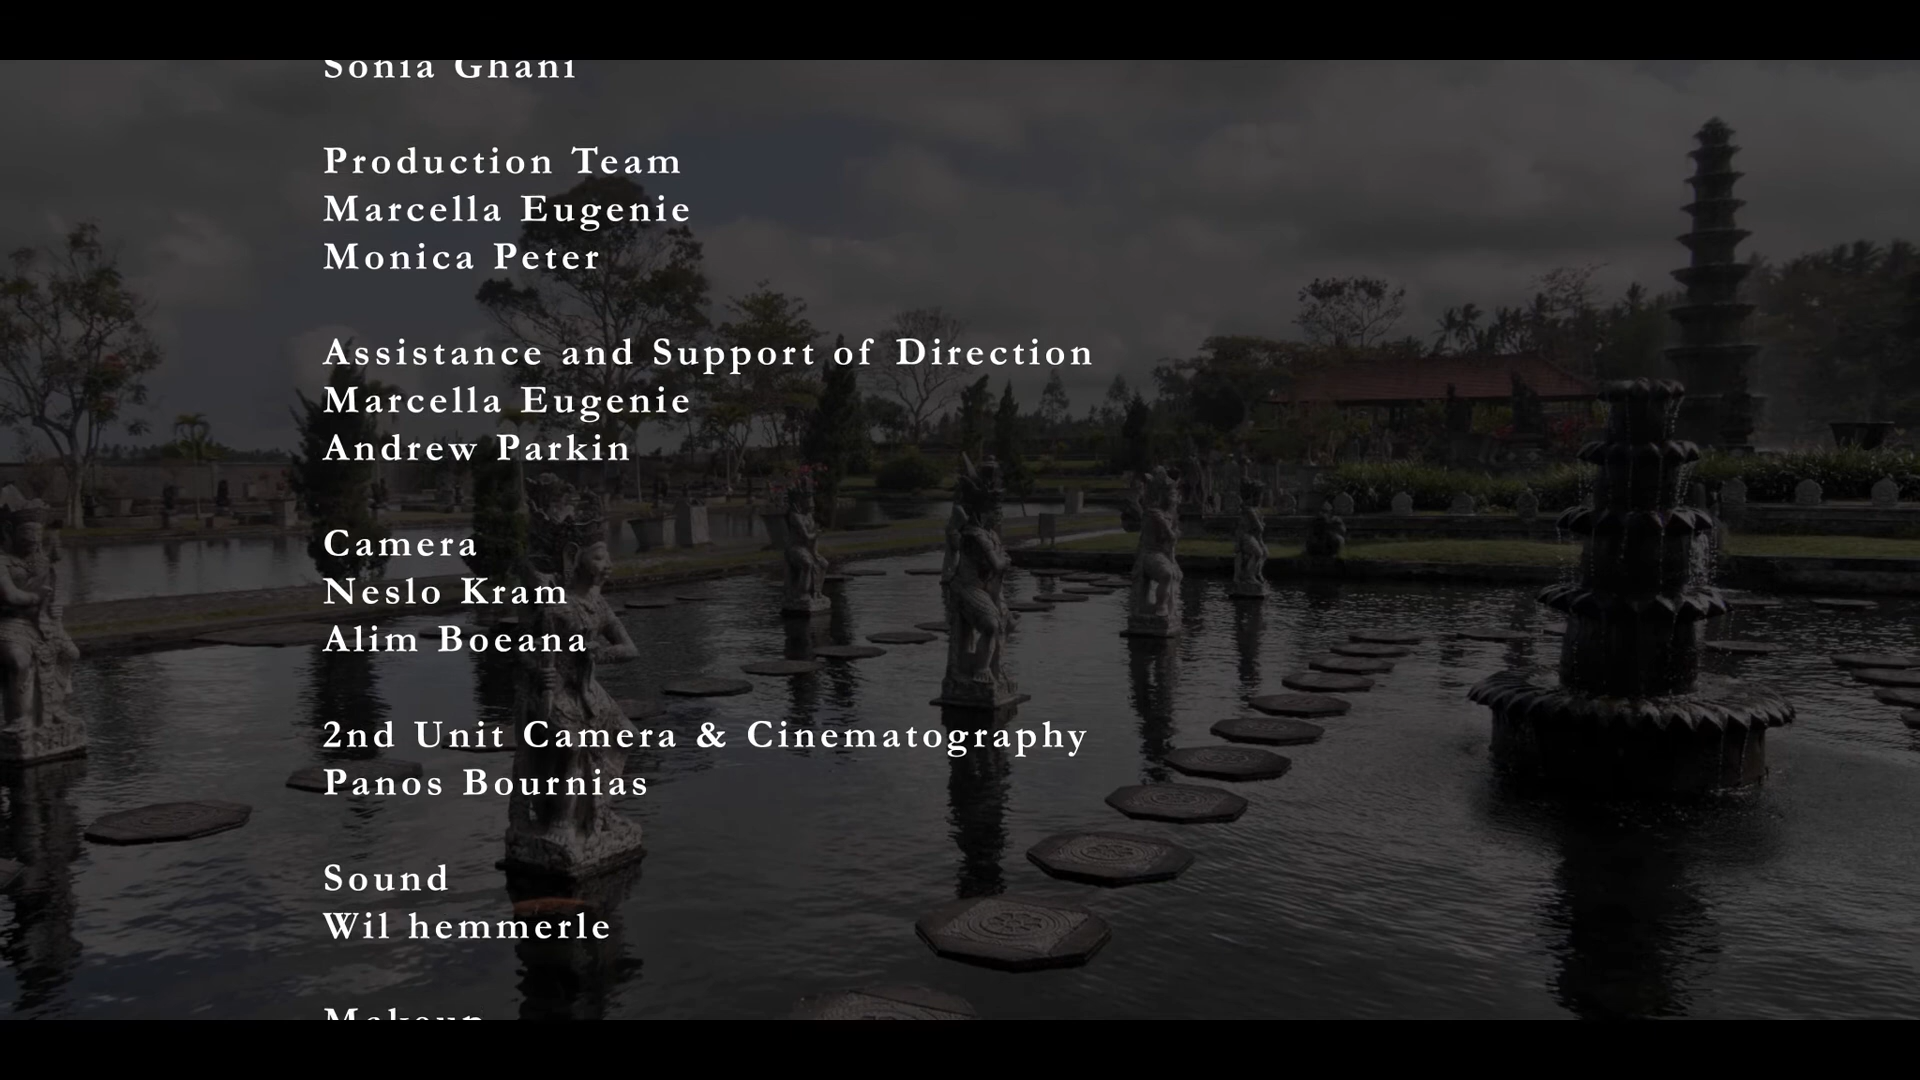 Sonia Ghani
Production Team
Marcella Eugenie
Monica Peter
Assistance and Support of Direction
Marcella Eugenie
Andrew Parkin
Camera
Neslo Kram
Alim Boeana
2nd Unit Camera & Cinematography
Panos Bournias
Sound
Wil hemmerle
Makeup